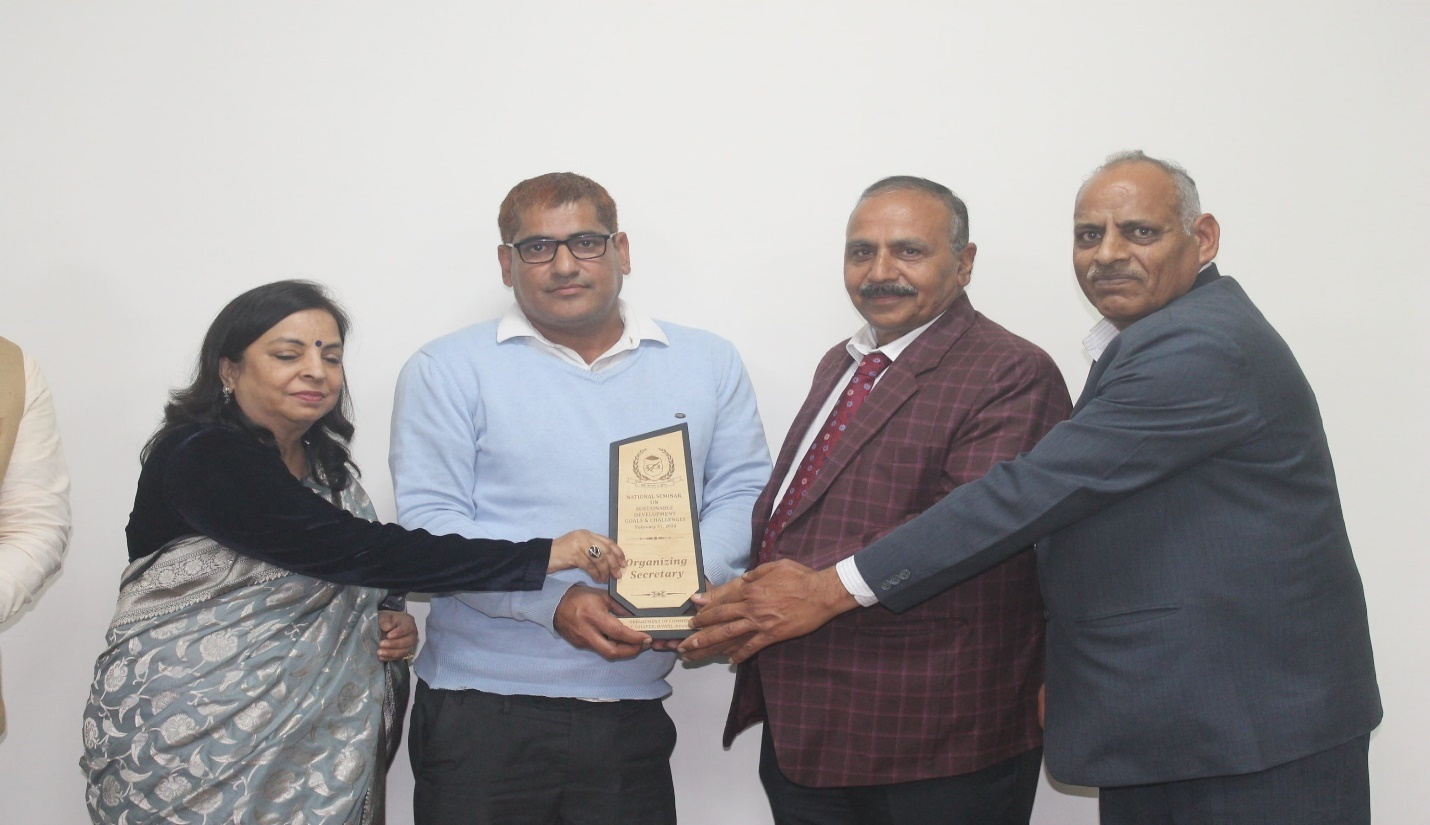 NATIONAL SEMINAR
ON
SUSTAINABLE
DEVELOPMENT
GOALS & CHALLENGES
Organizing
Secretary